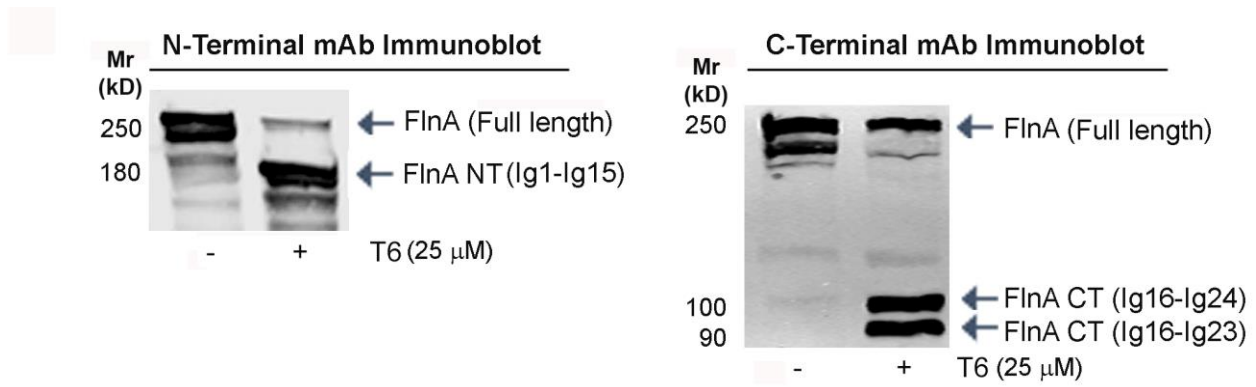 N-Terminal mAb Immunoblot
Mr
(kD)
250
180
FlnA (Full length)
FlnA NT (Ig1-Ig15)
- + T6 (25 μM)
C-Terminal mAb Immunoblot
Mr
(kD)
250
100
90
FlnA (Full length)
FlnA CT (Ig16-Ig24)
FlnA CT (Ig16-Ig23)
- + T6 (25 μM)